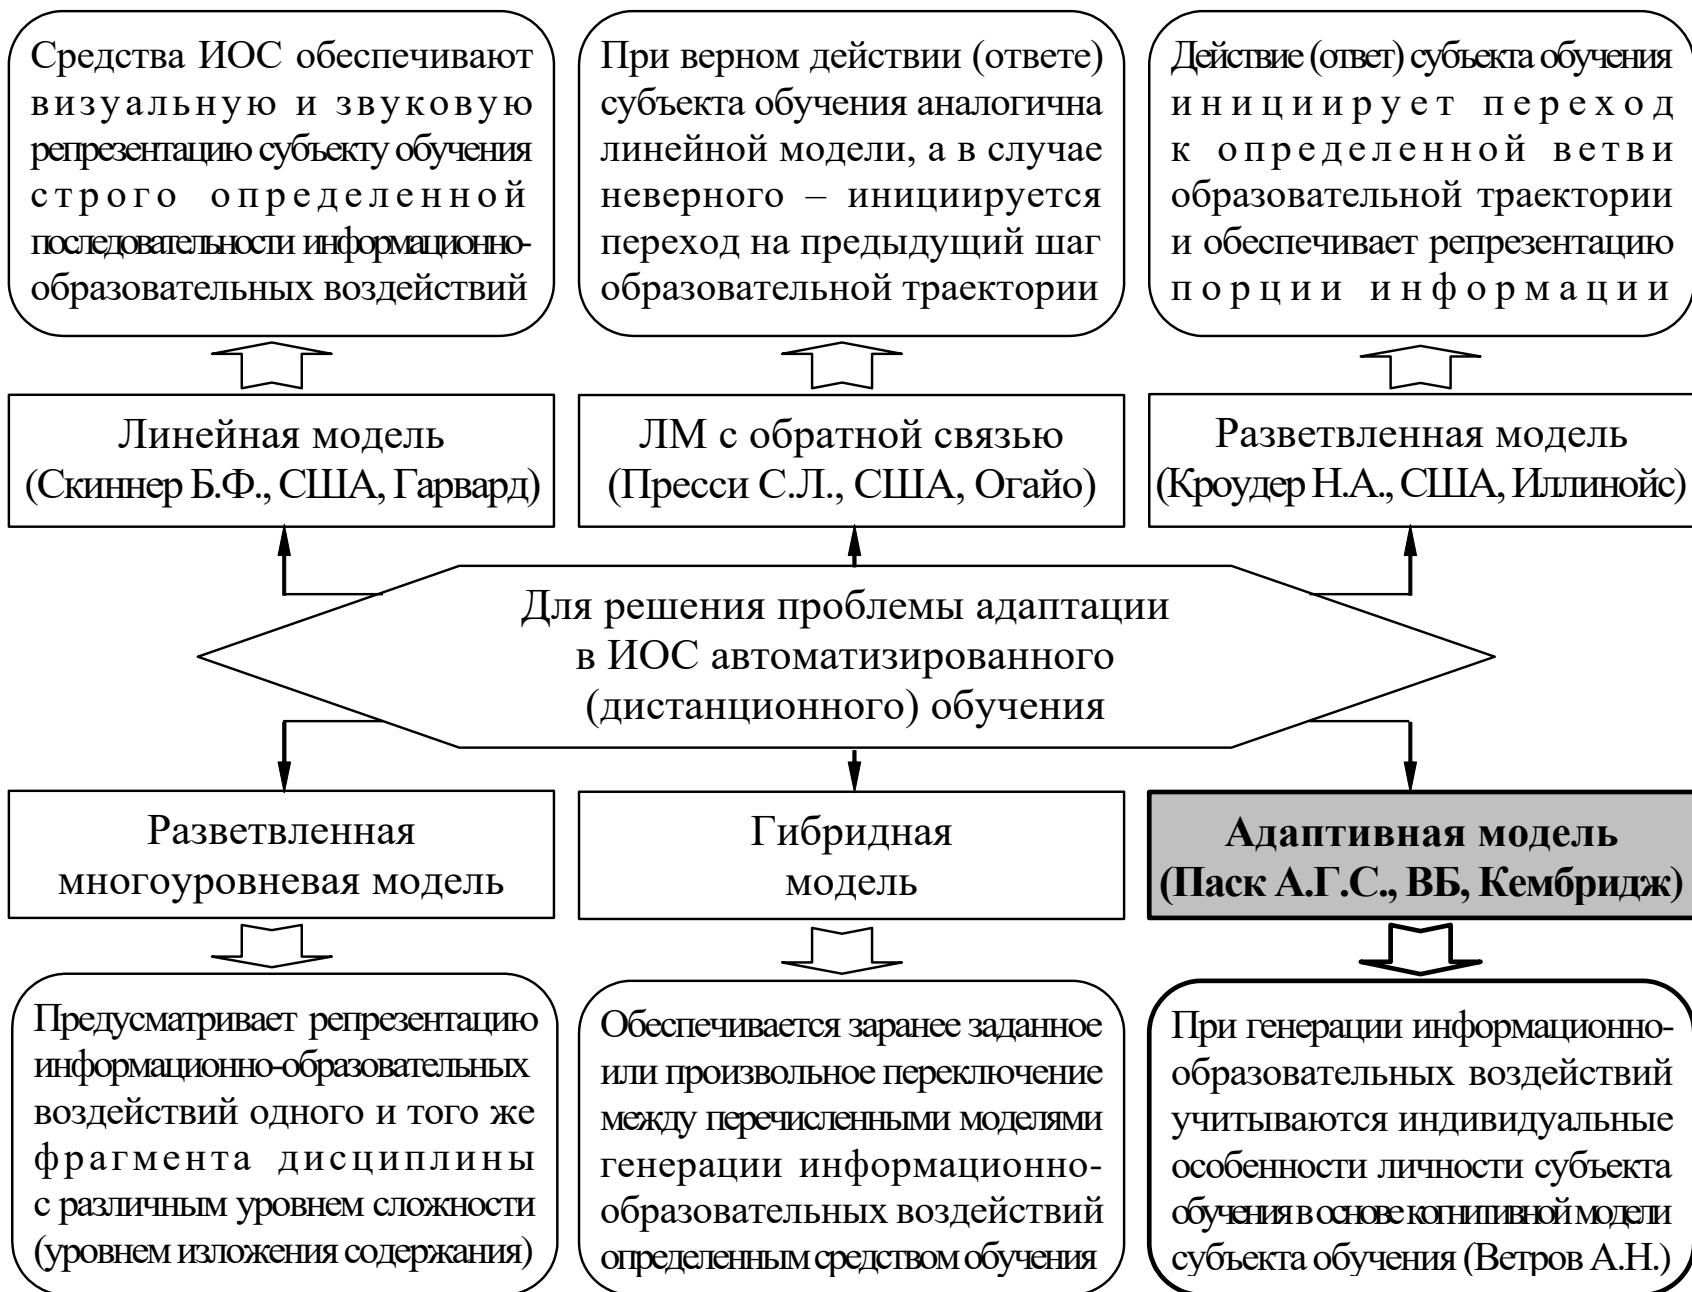 Средства ИОС обеспечивают
визуальную и звуковую
репрезентацию субъекту обучения
строго определенной
последовательности информационно-
образовательных воздействий
При верном действии (ответе)
субъекта обучения аналогична
линейной модели, а в случае
неверного – инициируется
переход на предыдущий шаг
образовательной траектории
Действие (ответ) субъекта обучения
инициирует переход
к определенной ветви
образовательной траектории
и обеспечивает репрезентацию
порции информации
Линейная модель
(Скиннер Б.Ф., США, Гарвард)
ЛМ с обратной связью
(Пресси С.Л., США, Огайо)
Разветвленная модель
(Кроудер Н.А., США, Иллинойс)
Для решения проблемы адаптации
в ИОС автоматизированного
(дистанционного) обучения
Разветвленная
многоуровневая модель
Гибридная
модель
Адаптивная модель
(Паск А.Г.С., ВБ, Кембридж)
Предусматривает репрезентацию
информационно-образовательных
воздействий одного и того же
фрагмента дисциплины
с различным уровнем сложности
(уровнем изложения содержания)
Обеспечивается заранее заданное
или произвольное переключение
между перечисленными моделями
генерации информационно-
образовательных воздействий
определенным средством обучения
При генерации информационно-
образовательных воздействий
учитываются индивидуальные
особенности личности субъекта
обучения в основе когнитивной модели
субъекта обучения (Ветров А.Н.)